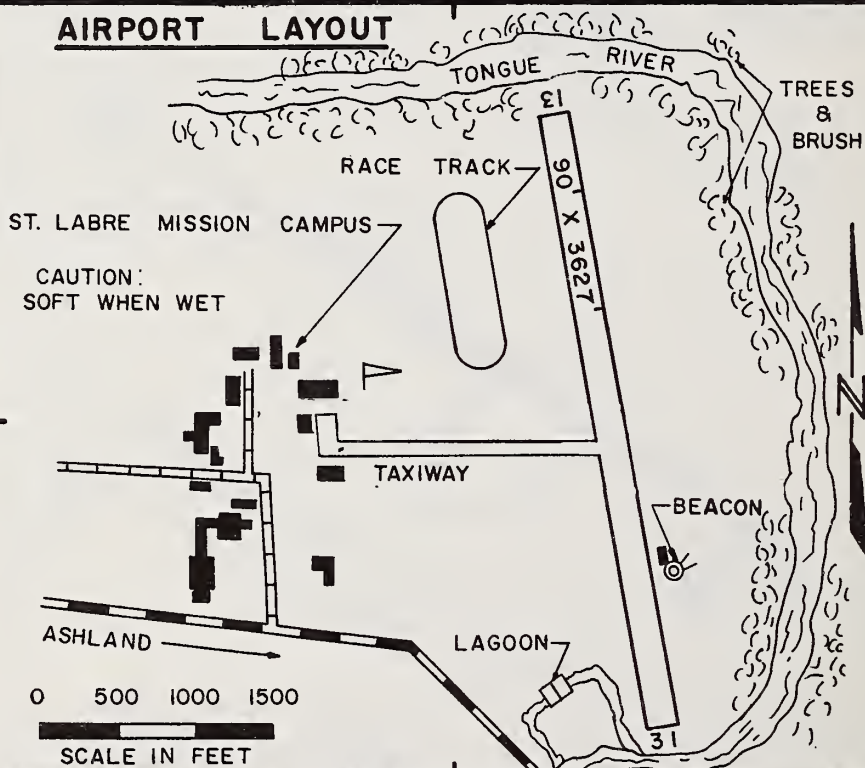 AIRPORT LAYOUT
TONGUE RIVER
TREES
&
BRUSH
13
RACE TRACK
90' X 3627'
ST. LABRE MISSION CAMPUS
CAUTION:
SOFT WHEN WET
N
TAXIWAY
BEACON
ASHLAND
LAGOON
0 500 1000 1500
SCALE IN FEET
31